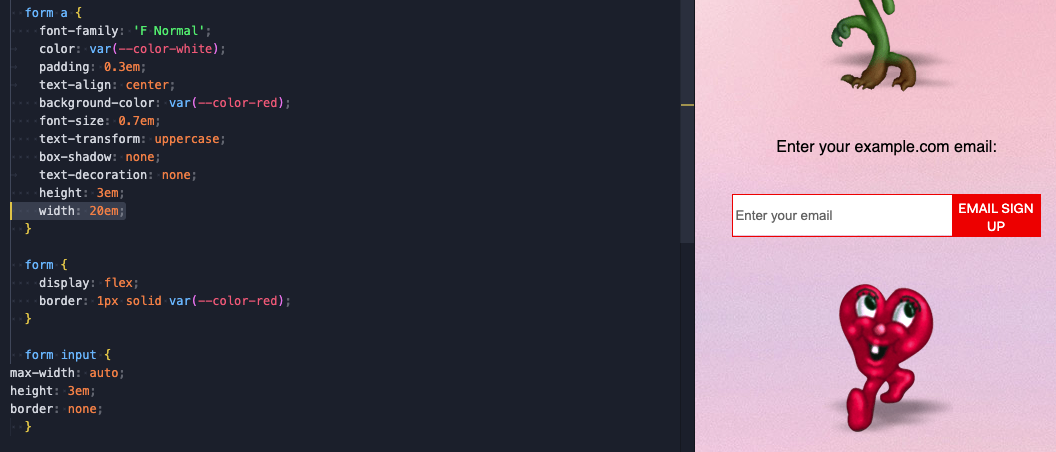 form a {
font-family: 'F Normal';
color: var(--color-white);
padding: 0.3em;
text-align: center;
background-color: var(--color-red);
font-size: 0.7em;
text-transform: uppercase;
box-shadow: none;
text-decoration: none;
height: 3em;
width: 20em;
}
form {
display: flex;
border: 1px solid var(--color-red);
}
form input {
max-width: auto;
height: 3em;
border: none;
}
Enter your example.com email:
Enter your email
EMAIL SIGN
UP